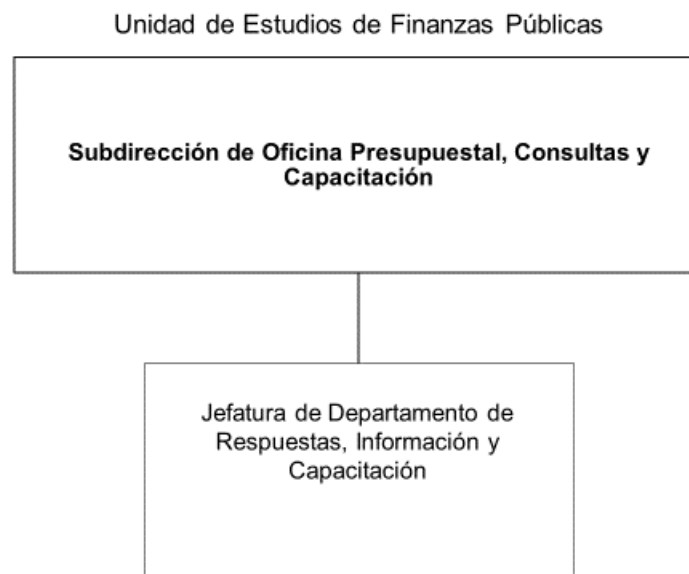 Unidad de Estudios de Finanzas Públicas
Subdirección de Oficina Presupuestal, Consultas y
Capacitación
Jefatura de Departamento de
Respuestas, Información y
Capacitación